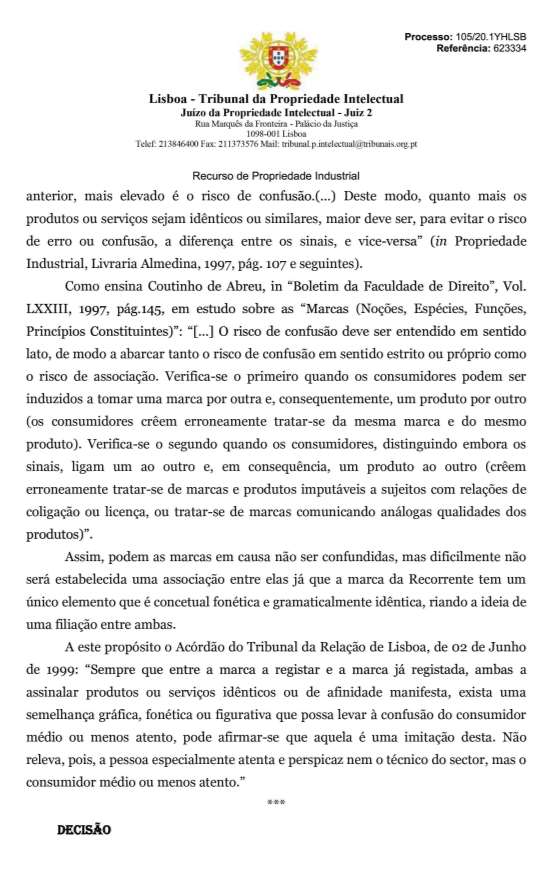 Processo: 105/20.1YHLSB
Referência: 623334
Lisboa - Tribunal da Propriedade Intelectual
Juízo da Propriedade Intelectual - Juiz 2
Rua Marquês da Fronteira - Palácio da Justiça
1098-001 Lisboa
Telef: 213846400 Fax: 211373576 Mail: tribunal.p.intelectual@tribunais.org.pt
Recurso de Propriedade Industrial
anterior, mais elevado é o risco de confusão.(...) Deste modo, quanto mais os
produtos ou serviços sejam idênticos ou similares, maior deve ser, para evitar o risco
de erro ou confusão, a diferença entre os sinais, e vice-versa” (in Propriedade
Industrial, Livraria Almedina, 1997, pág. 107 e seguintes).
Como ensina Coutinho de Abreu, in “Boletim da Faculdade de Direito”, Vol.
LXXIII, 1997, pág.145, em estudo sobre as “Marcas (Noções, Espécies, Funções,
Princípios Constituintes)”: “[...] O risco de confusão deve ser entendido em sentido
lato, de modo a abarcar tanto o risco de confusão em sentido estrito ou próprio como
o risco de associação. Verifica-se o primeiro quando os consumidores podem ser
induzidos a tomar uma marca por outra e, consequentemente, um produto por outro
(os consumidores crêem erroneamente tratar-se da mesma marca e do mesmo
produto). Verifica-se o segundo quando os consumidores, distinguindo embora os
sinais, ligam um ao outro e, em consequência, um produto ao outro (crêem
erroneamente tratar-se de marcas e produtos imputáveis a sujeitos com relações de
coligação ou licença, ou tratar-se de marcas comunicando análogas qualidades dos
produtos)”.
Assim, podem as marcas em causa não ser confundidas, mas dificilmente não
será estabelecida uma associação entre elas já que a marca da Recorrente tem um
único elemento que é concetual fonética e gramaticalmente idêntica, riando a ideia de
uma filiação entre ambas.
A este propósito o Acórdão do Tribunal da Relação de Lisboa, de 02 de Junho
de 1999: “Sempre que entre a marca a registar e a marca já registada, ambas a
assinalar produtos ou serviços idênticos ou de afinidade manifesta, exista uma
semelhança gráfica, fonética ou figurativa que possa levar à confusão do consumidor
médio ou menos atento, pode afirmar-se que aquela é uma imitação desta. Não
releva, pois, a pessoa especialmente atenta e perspicaz nem o técnico do sector, mas o
consumidor médio ou menos atento.”
***
DECISÃO